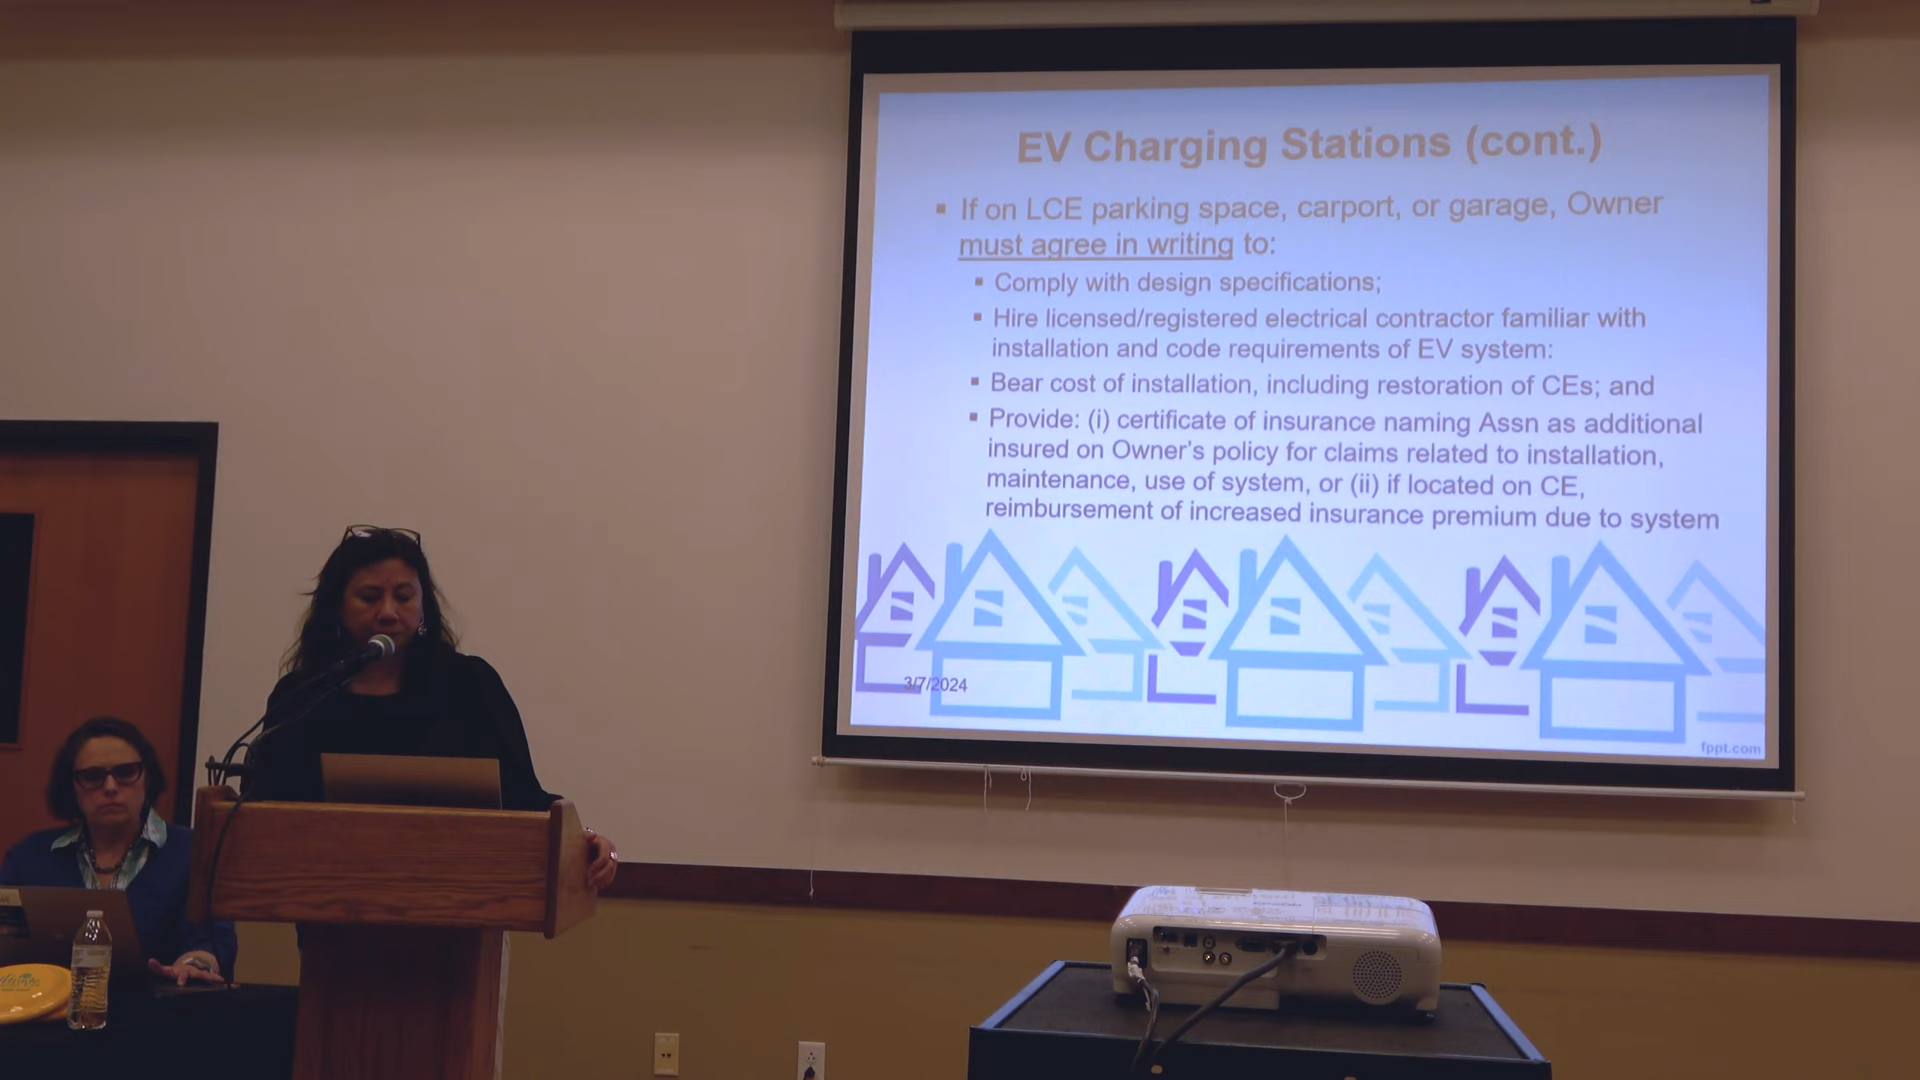 EV Charging Stations (cont.)
▪ If on LCE parking space, carport, or garage, Owner
must agree in writing to:
▪ Comply with design specifications;
▪ Hire licensed/registered electrical contractor familiar with
installation and code requirements of EV system:
▪ Bear cost of installation, including restoration of CEs; and
▪ Provide: (i) certificate of insurance naming Assn as additional
insured on Owner's policy for claims related to installation,
maintenance, use of system, or (ii) if located on CE,
reimbursement of increased insurance premium due to system
3/7/2024
fppt.com